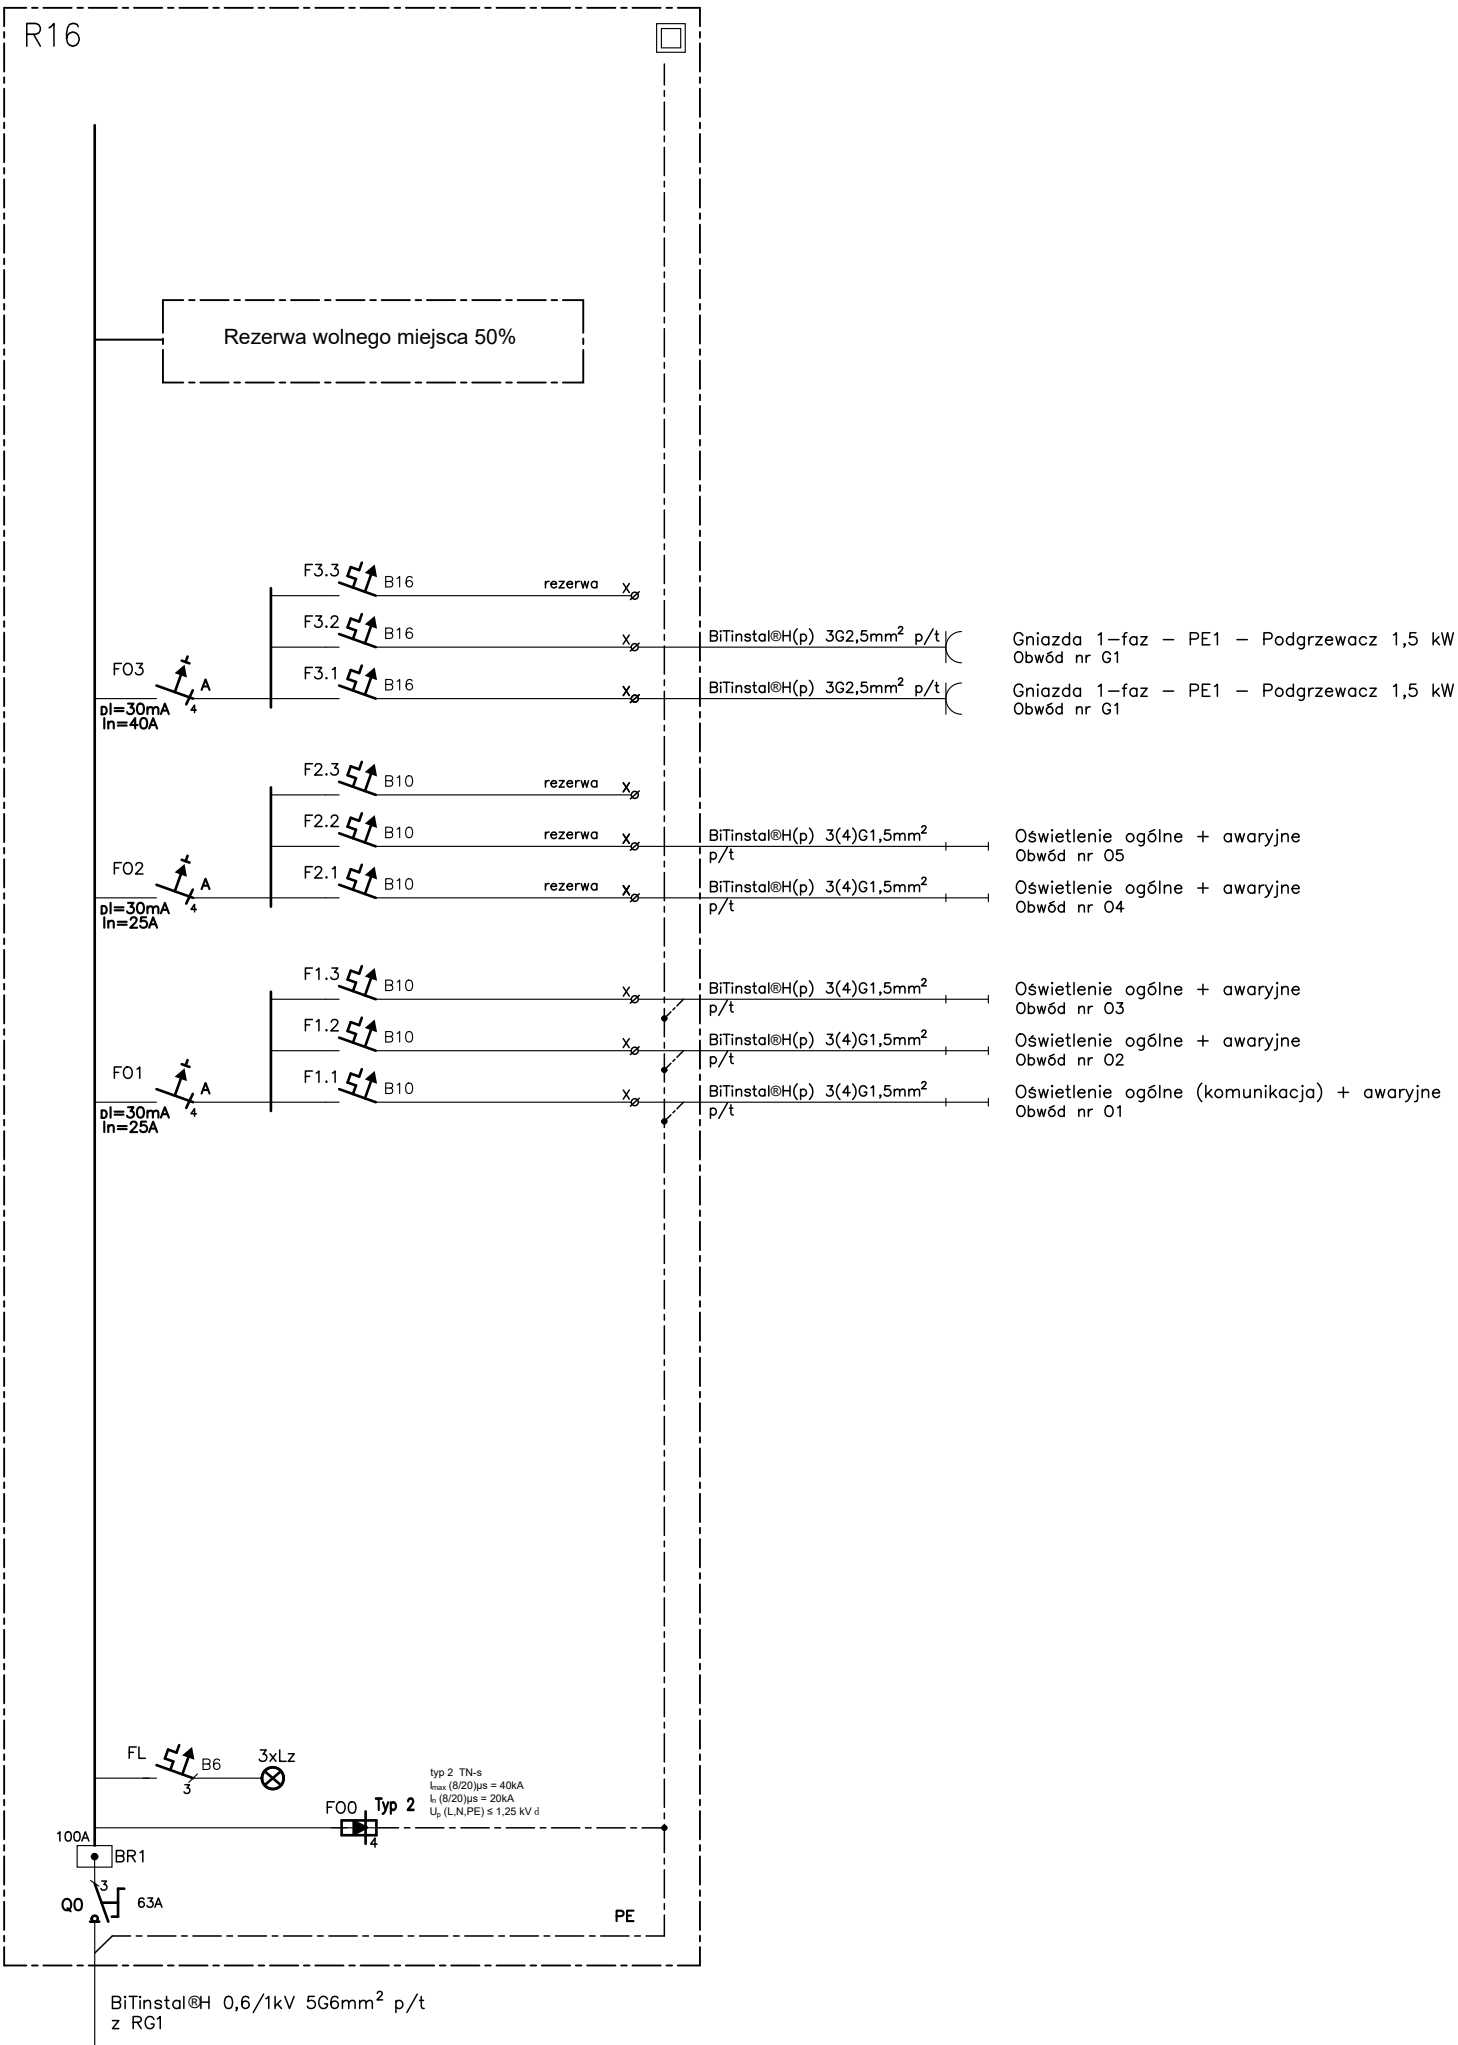 R16
Rezerwa wolnego miejsca 50%
F3.3 B16 rezerwa X
F3.2 B16 X BiTinstal®H(p) 3G2,5mm² p/t Gniazda 1-faz - PE1 - Podgrzewacz 1,5 kW
Obwód nr G1
FO3 A 4
F3.1 B16 X BiTinstal®H(p) 3G2,5mm² p/t Gniazda 1-faz - PE1 - Podgrzewacz 1,5 kW
Obwód nr G1
DI=30mA
In=40A
F2.3 B10 rezerwa X
F2.2 B10 rezerwa X BiTinstal®H(p) 3(4)G1,5mm² Oświetlenie ogólne + awaryjne
p/t Obwód nr O5
FO2 A 4
F2.1 B10 rezerwa X BiTinstal®H(p) 3(4)G1,5mm² Oświetlenie ogólne + awaryjne
p/t Obwód nr O4
DI=30mA
In=25A
F1.3 B10 X BiTinstal®H(p) 3(4)G1,5mm² Oświetlenie ogólne + awaryjne
p/t Obwód nr O3
F1.2 B10 X BiTinstal®H(p) 3(4)G1,5mm² Oświetlenie ogólne + awaryjne
p/t Obwód nr O2
FO1 A 4
F1.1 B10 X BiTinstal®H(p) 3(4)G1,5mm² Oświetlenie ogólne (komunikacja) + awaryjne
p/t Obwód nr O1
DI=30mA
In=25A
FL B6 3 3xLz
typ 2 TN-s
Imax (8/20)µs = 40kA
In (8/20)µs = 20kA
Up (L,N,PE) ≤ 1,25 kV d
FO0 Typ 2 4
100A
BR1
3
Q0 63A
PE
BiTinstal®H 0,6/1kV 5G6mm² p/t
z RG1